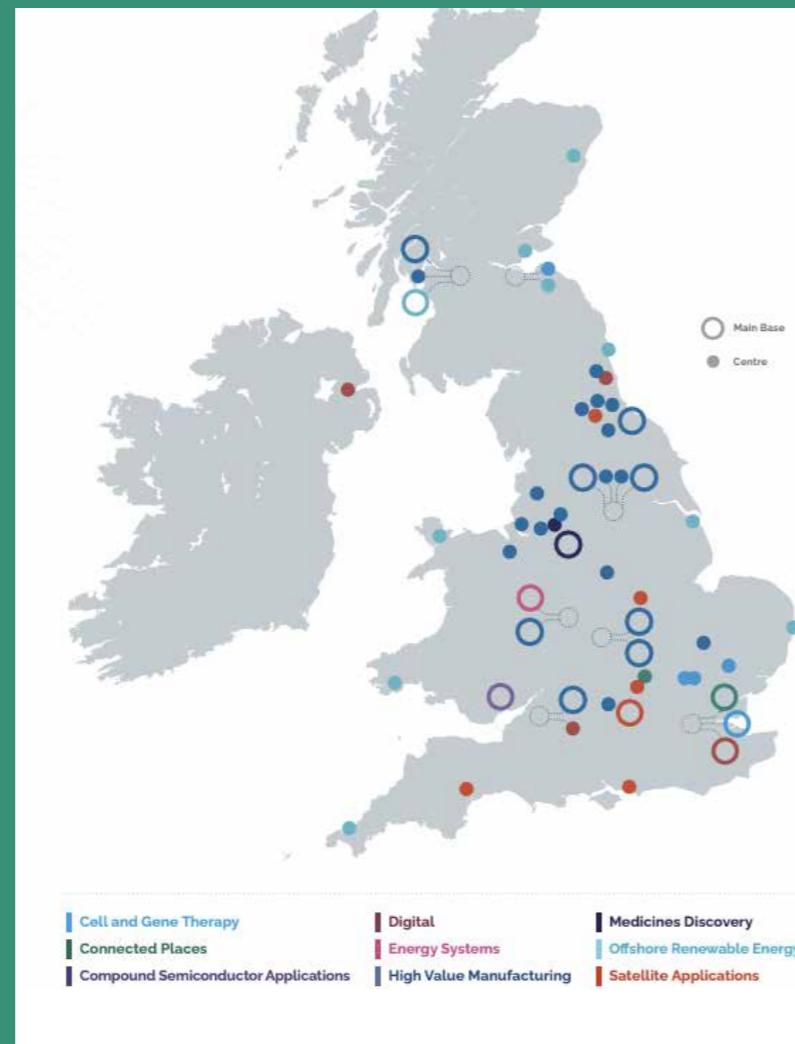 Main Base
Centre
Cell and Gene Therapy
Connected Places
Compound Semiconductor Applications
Digital
Energy Systems
High Value Manufacturing
Medicines Discovery
Offshore Renewable Energy
Satellite Applications